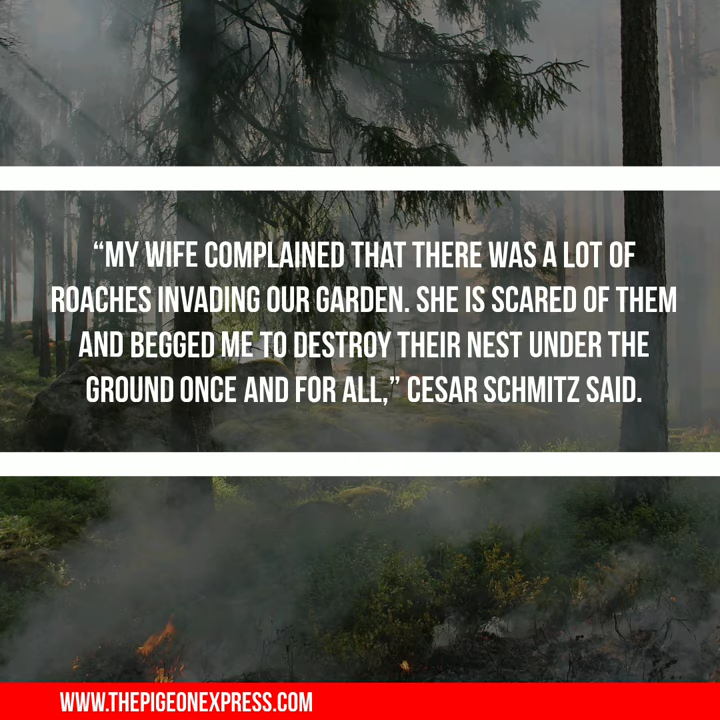 “MY WIFE COMPLAINED THAT THERE WAS A LOT OF
ROACHES INVADING OUR GARDEN. SHE IS SCARED OF THEM
AND BEGGED ME TO DESTROY THEIR NEST UNDER THE
GROUND ONCE AND FOR ALL,” CESAR SCHMITZ SAID.
WWW.THEPIGEONEXPRESS.COM